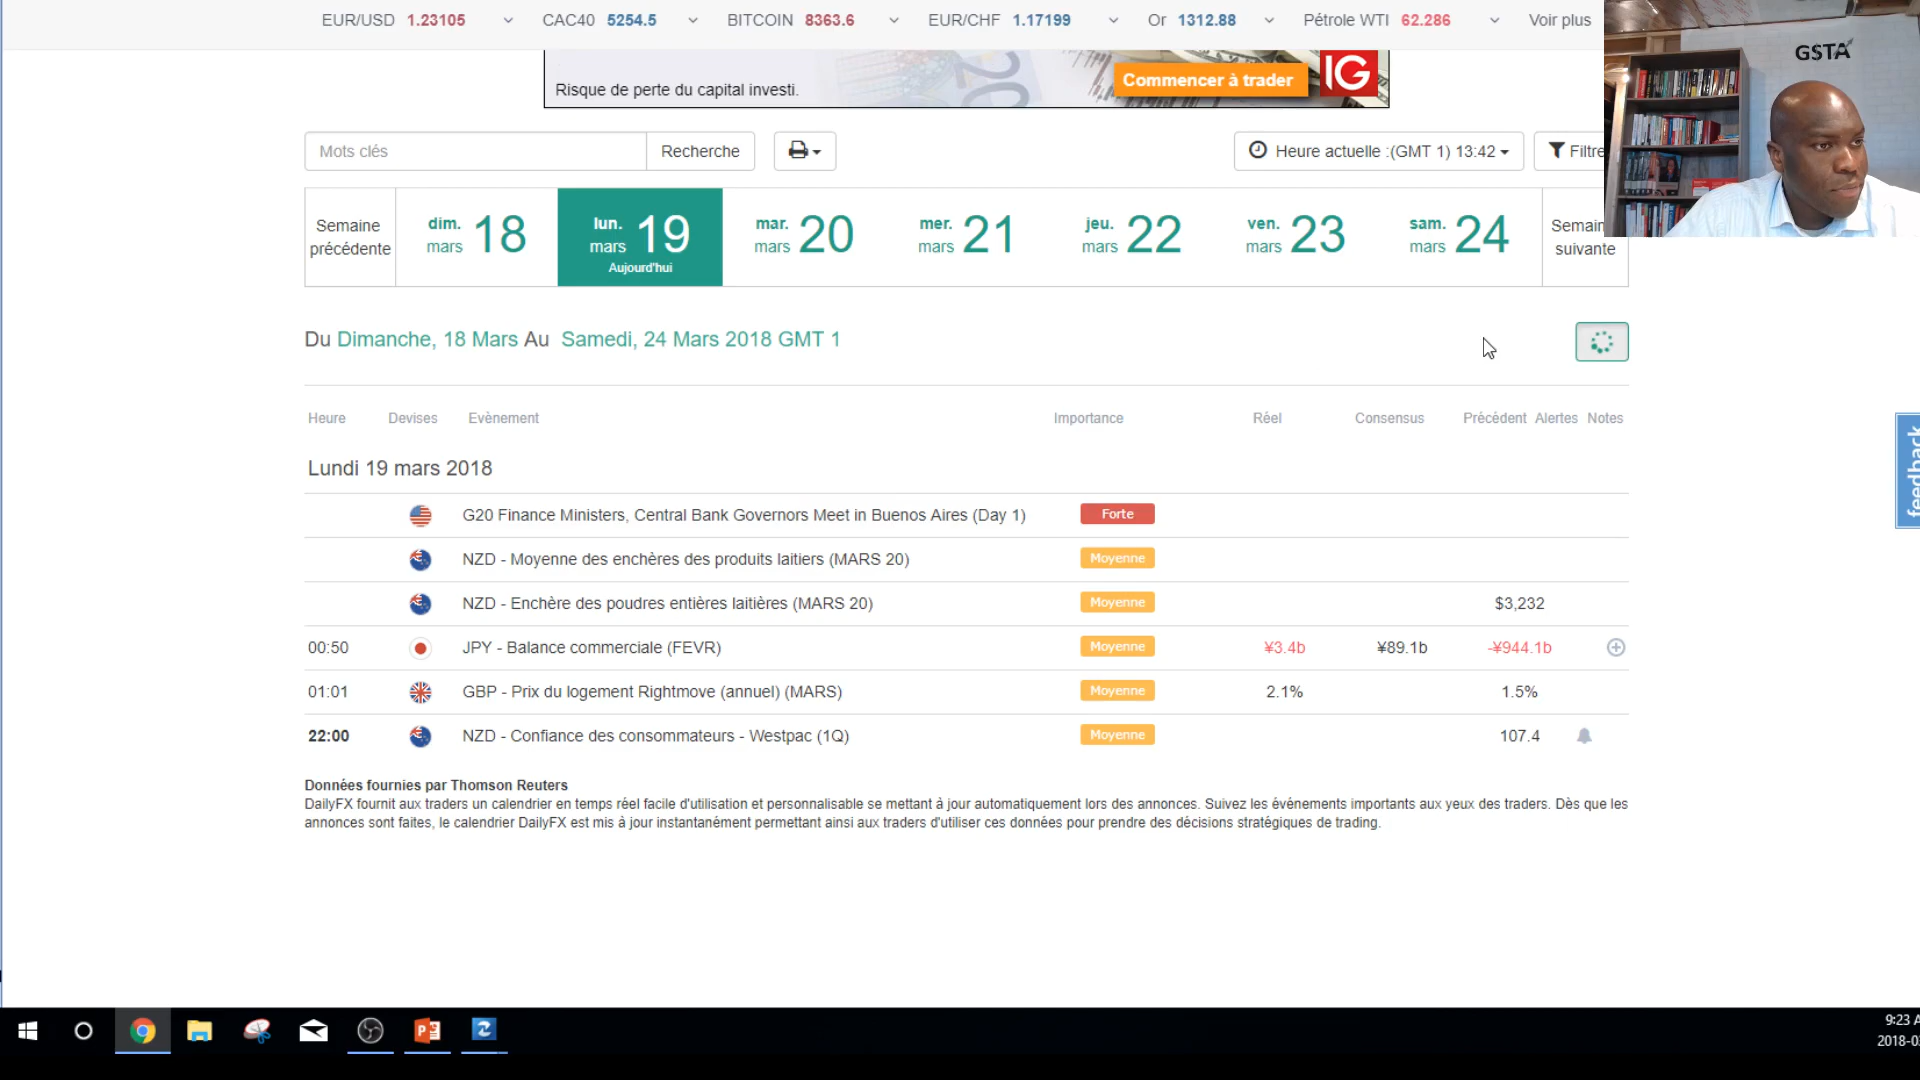 EUR/USD 1.23105 CAC40 5254.5 BITCOIN 8363.6 EUR/CHF 1.17199 Or 1312.88 Pétrole WTI 62.286 Voir plus
G$TA
Risque de perte du capital investi. Commencer à trader IG
Mots clés Recherche Heure actuelle :(GMT 1) 13:42 Filtre
Semaine précédente
dim. mars 18
lun. mars 19 Aujourd'hui
mar. mars 20
mer. mars 21
jeu. mars 22
ven. mars 23
sam. mars 24
Semain suivante
Du Dimanche, 18 Mars Au Samedi, 24 Mars 2018 GMT 1
Heure Devises Evènement Importance Réel Consensus Précédent Alertes Notes
feedback
Lundi 19 mars 2018
G20 Finance Ministers, Central Bank Governors Meet in Buenos Aires (Day 1) Forte
NZD - Moyenne des enchères des produits laitiers (MARS 20) Moyenne
NZD - Enchère des poudres entières laitières (MARS 20) Moyenne $3,232
00:50 JPY - Balance commerciale (FEVR) Moyenne ¥3.4b ¥89.1b -¥944.1b
01:01 GBP - Prix du logement Rightmove (annuel) (MARS) Moyenne 2.1% 1.5%
22:00 NZD - Confiance des consommateurs - Westpac (1Q) Moyenne 107.4
Données fournies par Thomson Reuters
DailyFX fournit aux traders un calendrier en temps réel facile d'utilisation et personnalisable se mettant à jour automatiquement lors des annonces. Suivez les événements importants aux yeux des traders. Dès que les
annonces sont faites, le calendrier DailyFX est mis à jour instantanément permettant ainsi aux traders d'utiliser ces données pour prendre des décisions stratégiques de trading.
9:23 A
2018-0